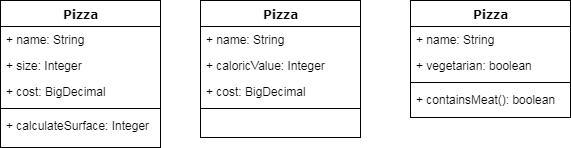 Pizza
+ name: String
+ size: Integer
+ cost: BigDecimal
+ calculateSurface: Integer
Pizza
+ name: String
+ caloricValue: Integer
+ cost: BigDecimal
Pizza
+ name: String
+ vegetarian: boolean
+ containsMeat(): boolean